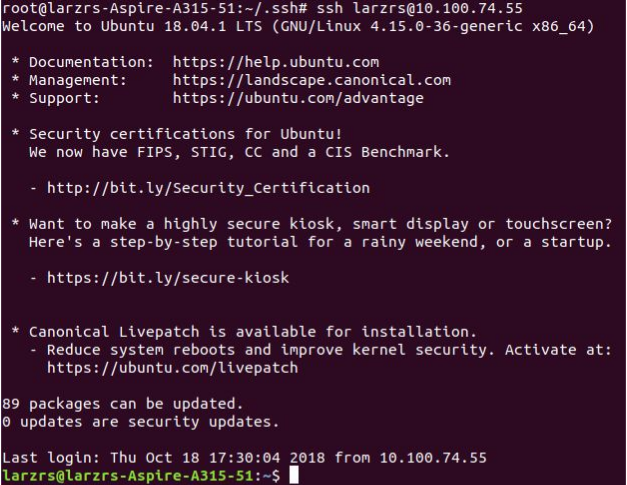 root@larzrs-Aspire-A315-51:~/.ssh# ssh larzrs@10.100.74.55
Welcome to Ubuntu 18.04.1 LTS (GNU/Linux 4.15.0-36-generic x86_64)
* Documentation:  https://help.ubuntu.com
* Management:     https://landscape.canonical.com
* Support:        https://ubuntu.com/advantage
* Security certifications for Ubuntu!
We now have FIPS, STIG, CC and a CIS Benchmark.
- http://bit.ly/Security_Certification
* Want to make a highly secure kiosk, smart display or touchscreen?
Here's a step-by-step tutorial for a rainy weekend, or a startup.
- https://bit.ly/secure-kiosk
* Canonical Livepatch is available for installation.
- Reduce system reboots and improve kernel security. Activate at:
https://ubuntu.com/livepatch
89 packages can be updated.
0 updates are security updates.
Last login: Thu Oct 18 17:30:04 2018 from 10.100.74.55
larzrs@larzrs-Aspire-A315-51:~$